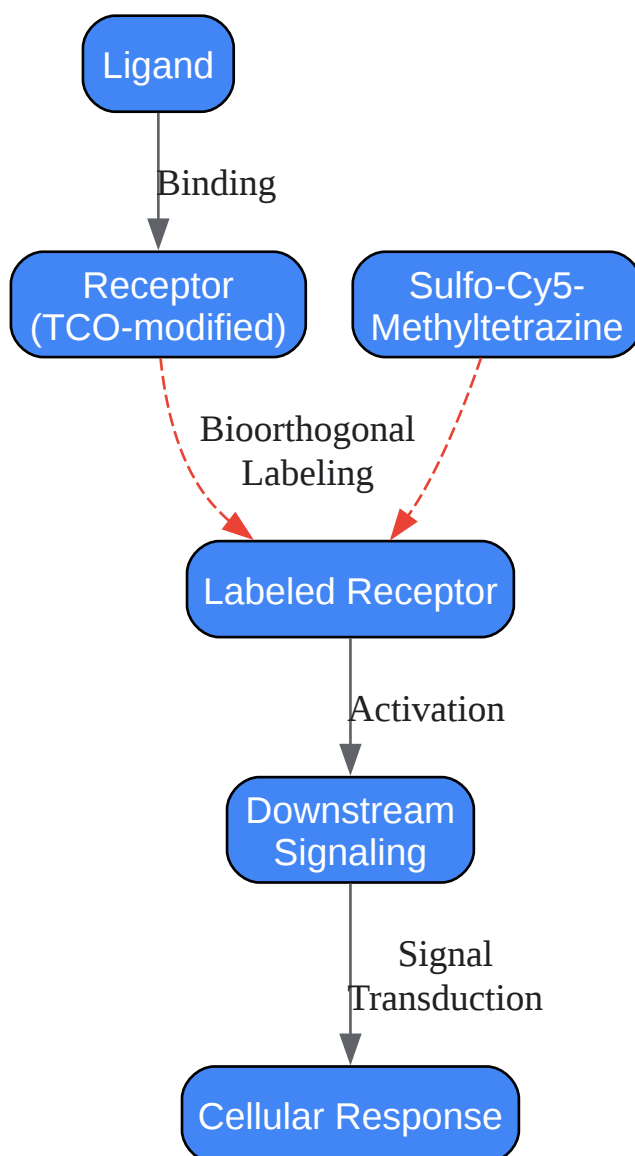 Ligand
Binding
Receptor
(TCO-modified)
Sulfo-Cy5-
Methyltetrazine
Bioorthogonal
Labeling
Labeled Receptor
Activation
Downstream
Signaling
Signal
Transduction
Cellular Response